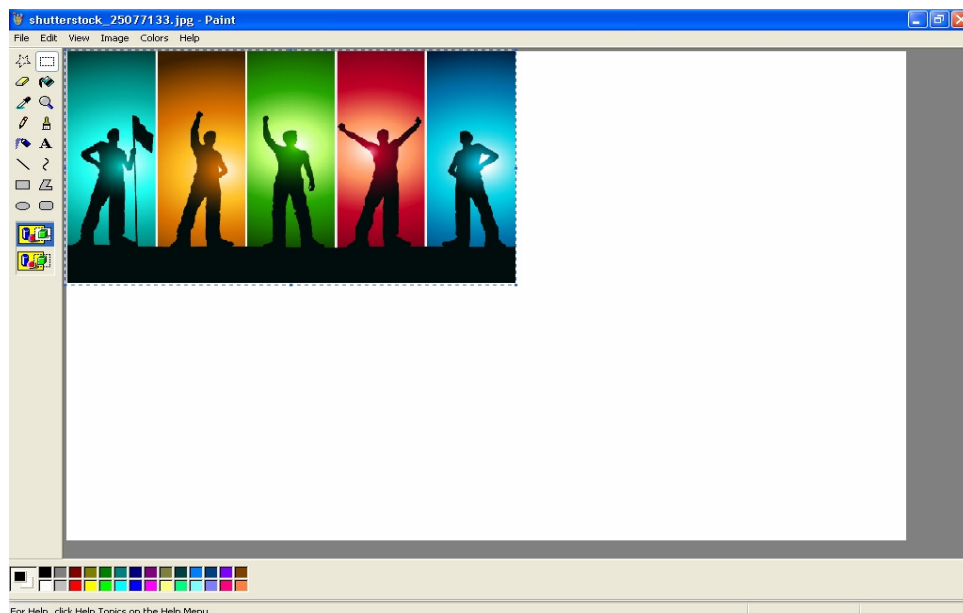 shutterstock_25077133.jpg - Paint
File Edit View Image Colors Help
A
For Help, click Help Topics on the Help Menu.